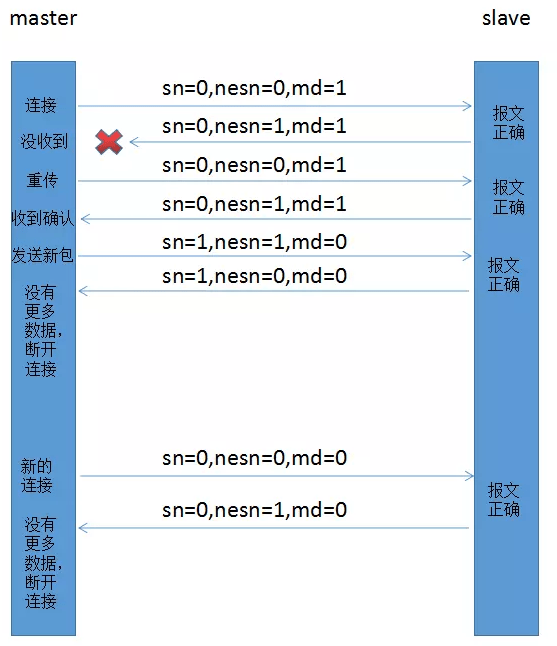 master
slave
连接
sn=0,nesn=0,md=1
报文
正确
没收到
sn=0,nesn=1,md=1
重传
sn=0,nesn=0,md=1
报文
正确
收到确认
sn=0,nesn=1,md=1
发送新包
sn=1,nesn=1,md=0
报文
正确
sn=1,nesn=0,md=0
没有
更多
数据，
断开
连接
新的
连接
sn=0,nesn=0,md=0
报文
正确
sn=0,nesn=1,md=0
没有
更多
数据，
断开
连接